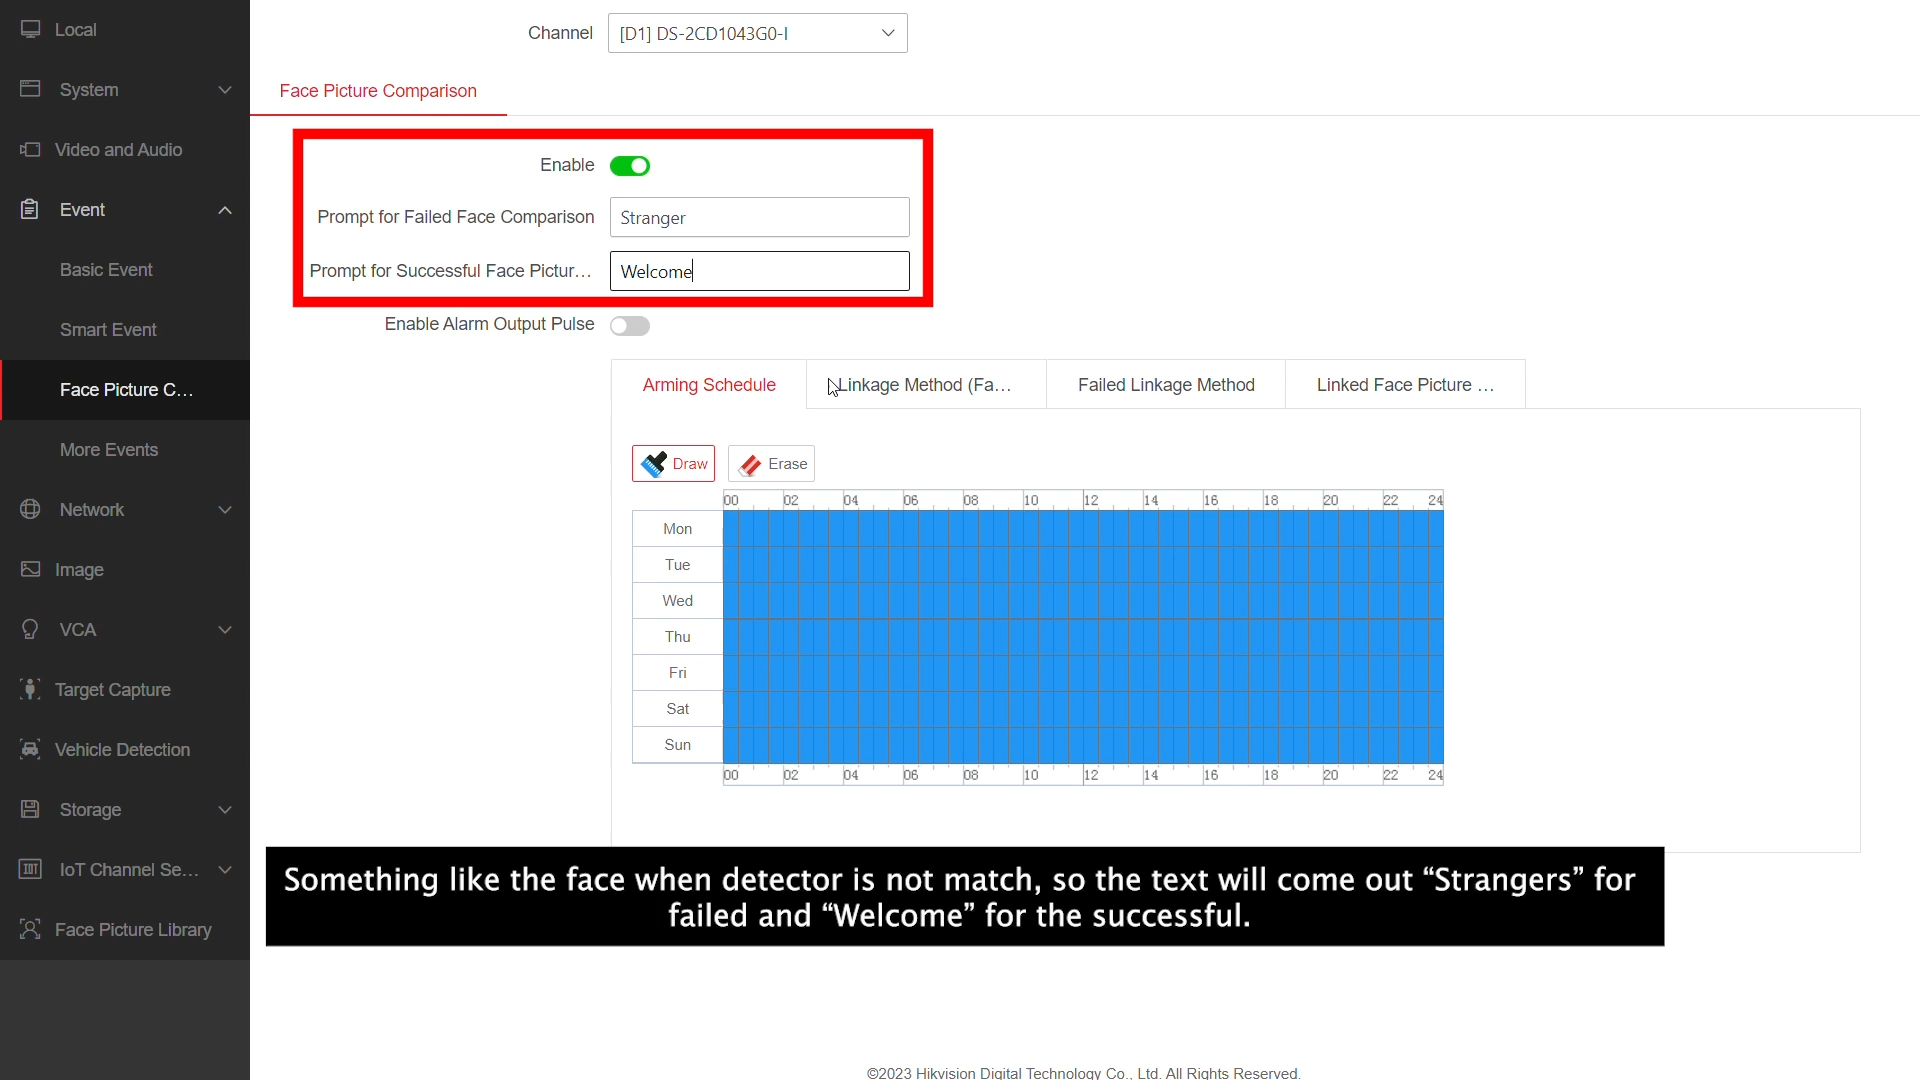 Local
System
Video and Audio
Event
Basic Event
Smart Event
Face Picture C...
More Events
Network
Image
VCA
Target Capture
Vehicle Detection
Storage
IOT
IoT Channel Se...
Face Picture Library
Channel
[D1] DS-2CD1043G0-I
Face Picture Comparison
Enable
Prompt for Failed Face Comparison
Stranger
Prompt for Successful Face Pictur...
Welcome
Enable Alarm Output Pulse
Arming Schedule
Linkage Method (Fa...
Failed Linkage Method
Linked Face Picture ...
Draw
Erase
00 02 04 06 08 10 12 14 16 18 20 22 24
Mon
Tue
Wed
Thu
Fri
Sat
Sun
00 02 04 06 08 10 12 14 16 18 20 22 24
Something like the face when detector is not match, so the text will come out “Strangers” for
failed and “Welcome” for the successful.
©2023 Hikvision Digital Technology Co., Ltd. All Rights Reserved.